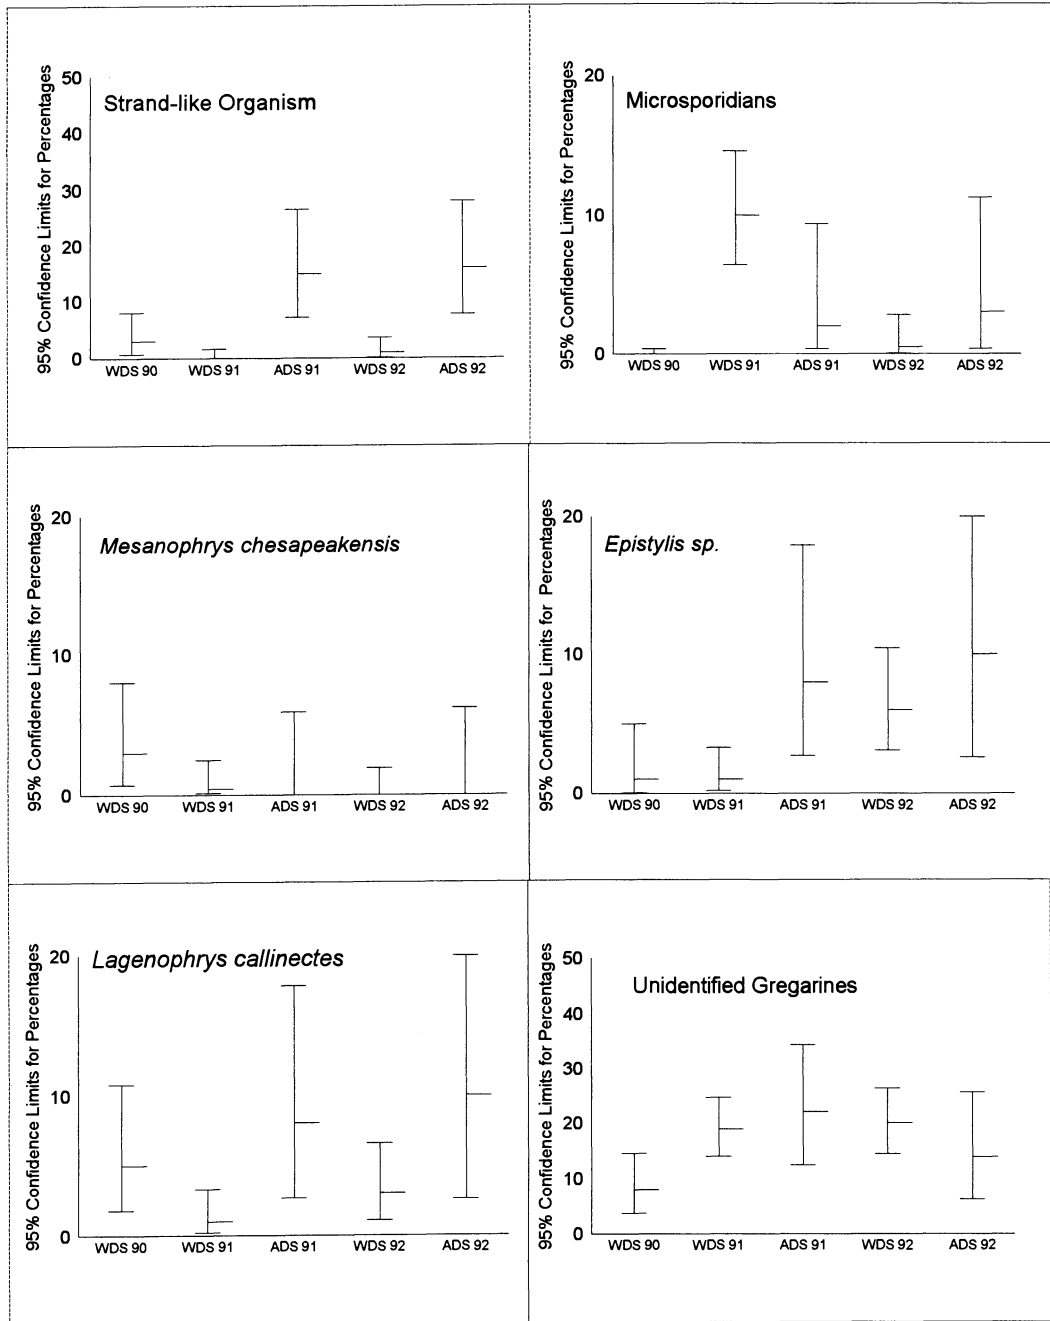 Strand-like Organism
95% Confidence Limits for Percentages
50
40
30
20
10
0
WDS 90 WDS 91 ADS 91 WDS 92 ADS 92
Microsporidians
95% Confidence Limits for Percentages
20
10
0
WDS 90 WDS 91 ADS 91 WDS 92 ADS 92
Mesanophrys chesapeakensis
95% Confidence Limits for Percentages
20
10
0
WDS 90 WDS 91 ADS 91 WDS 92 ADS 92
Epistylis sp.
95% Confidence Limits for Percentages
20
10
0
WDS 90 WDS 91 ADS 91 WDS 92 ADS 92
Lagenophrys callinectes
95% Confidence Limits for Percentages
20
10
0
WDS 90 WDS 91 ADS 91 WDS 92 ADS 92
Unidentified Gregarines
95% Confidence Limits for Percentages
50
40
30
20
10
0
WDS 90 WDS 91 ADS 91 WDS 92 ADS 92